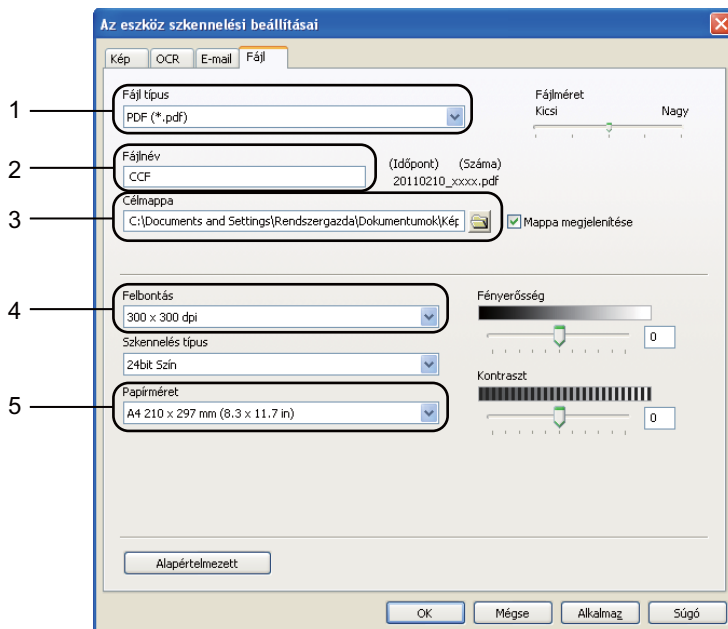 Az eszköz szkennelési beállításai
Kép OCR E-mail Fájl
1
Fájl típus
PDF (*.pdf)
Fájlméret
Kicsi Nagy
2
Fájlnév
CCF
(Időpont) (Száma)
20110210_xxxx.pdf
3
Célmappa
C:\Documents and Settings\Rendszergazda\Dokumentumok\Kép
Mappa megjelenítése
4
Felbontás
300 x 300 dpi
Fényerősség
0
Szkennelés típus
24bit Szín
Kontraszt
0
5
Papírméret
A4 210 x 297 mm (8.3 x 11.7 in)
Alapértelmezett
OK Mégse Alkalmaz Súgó